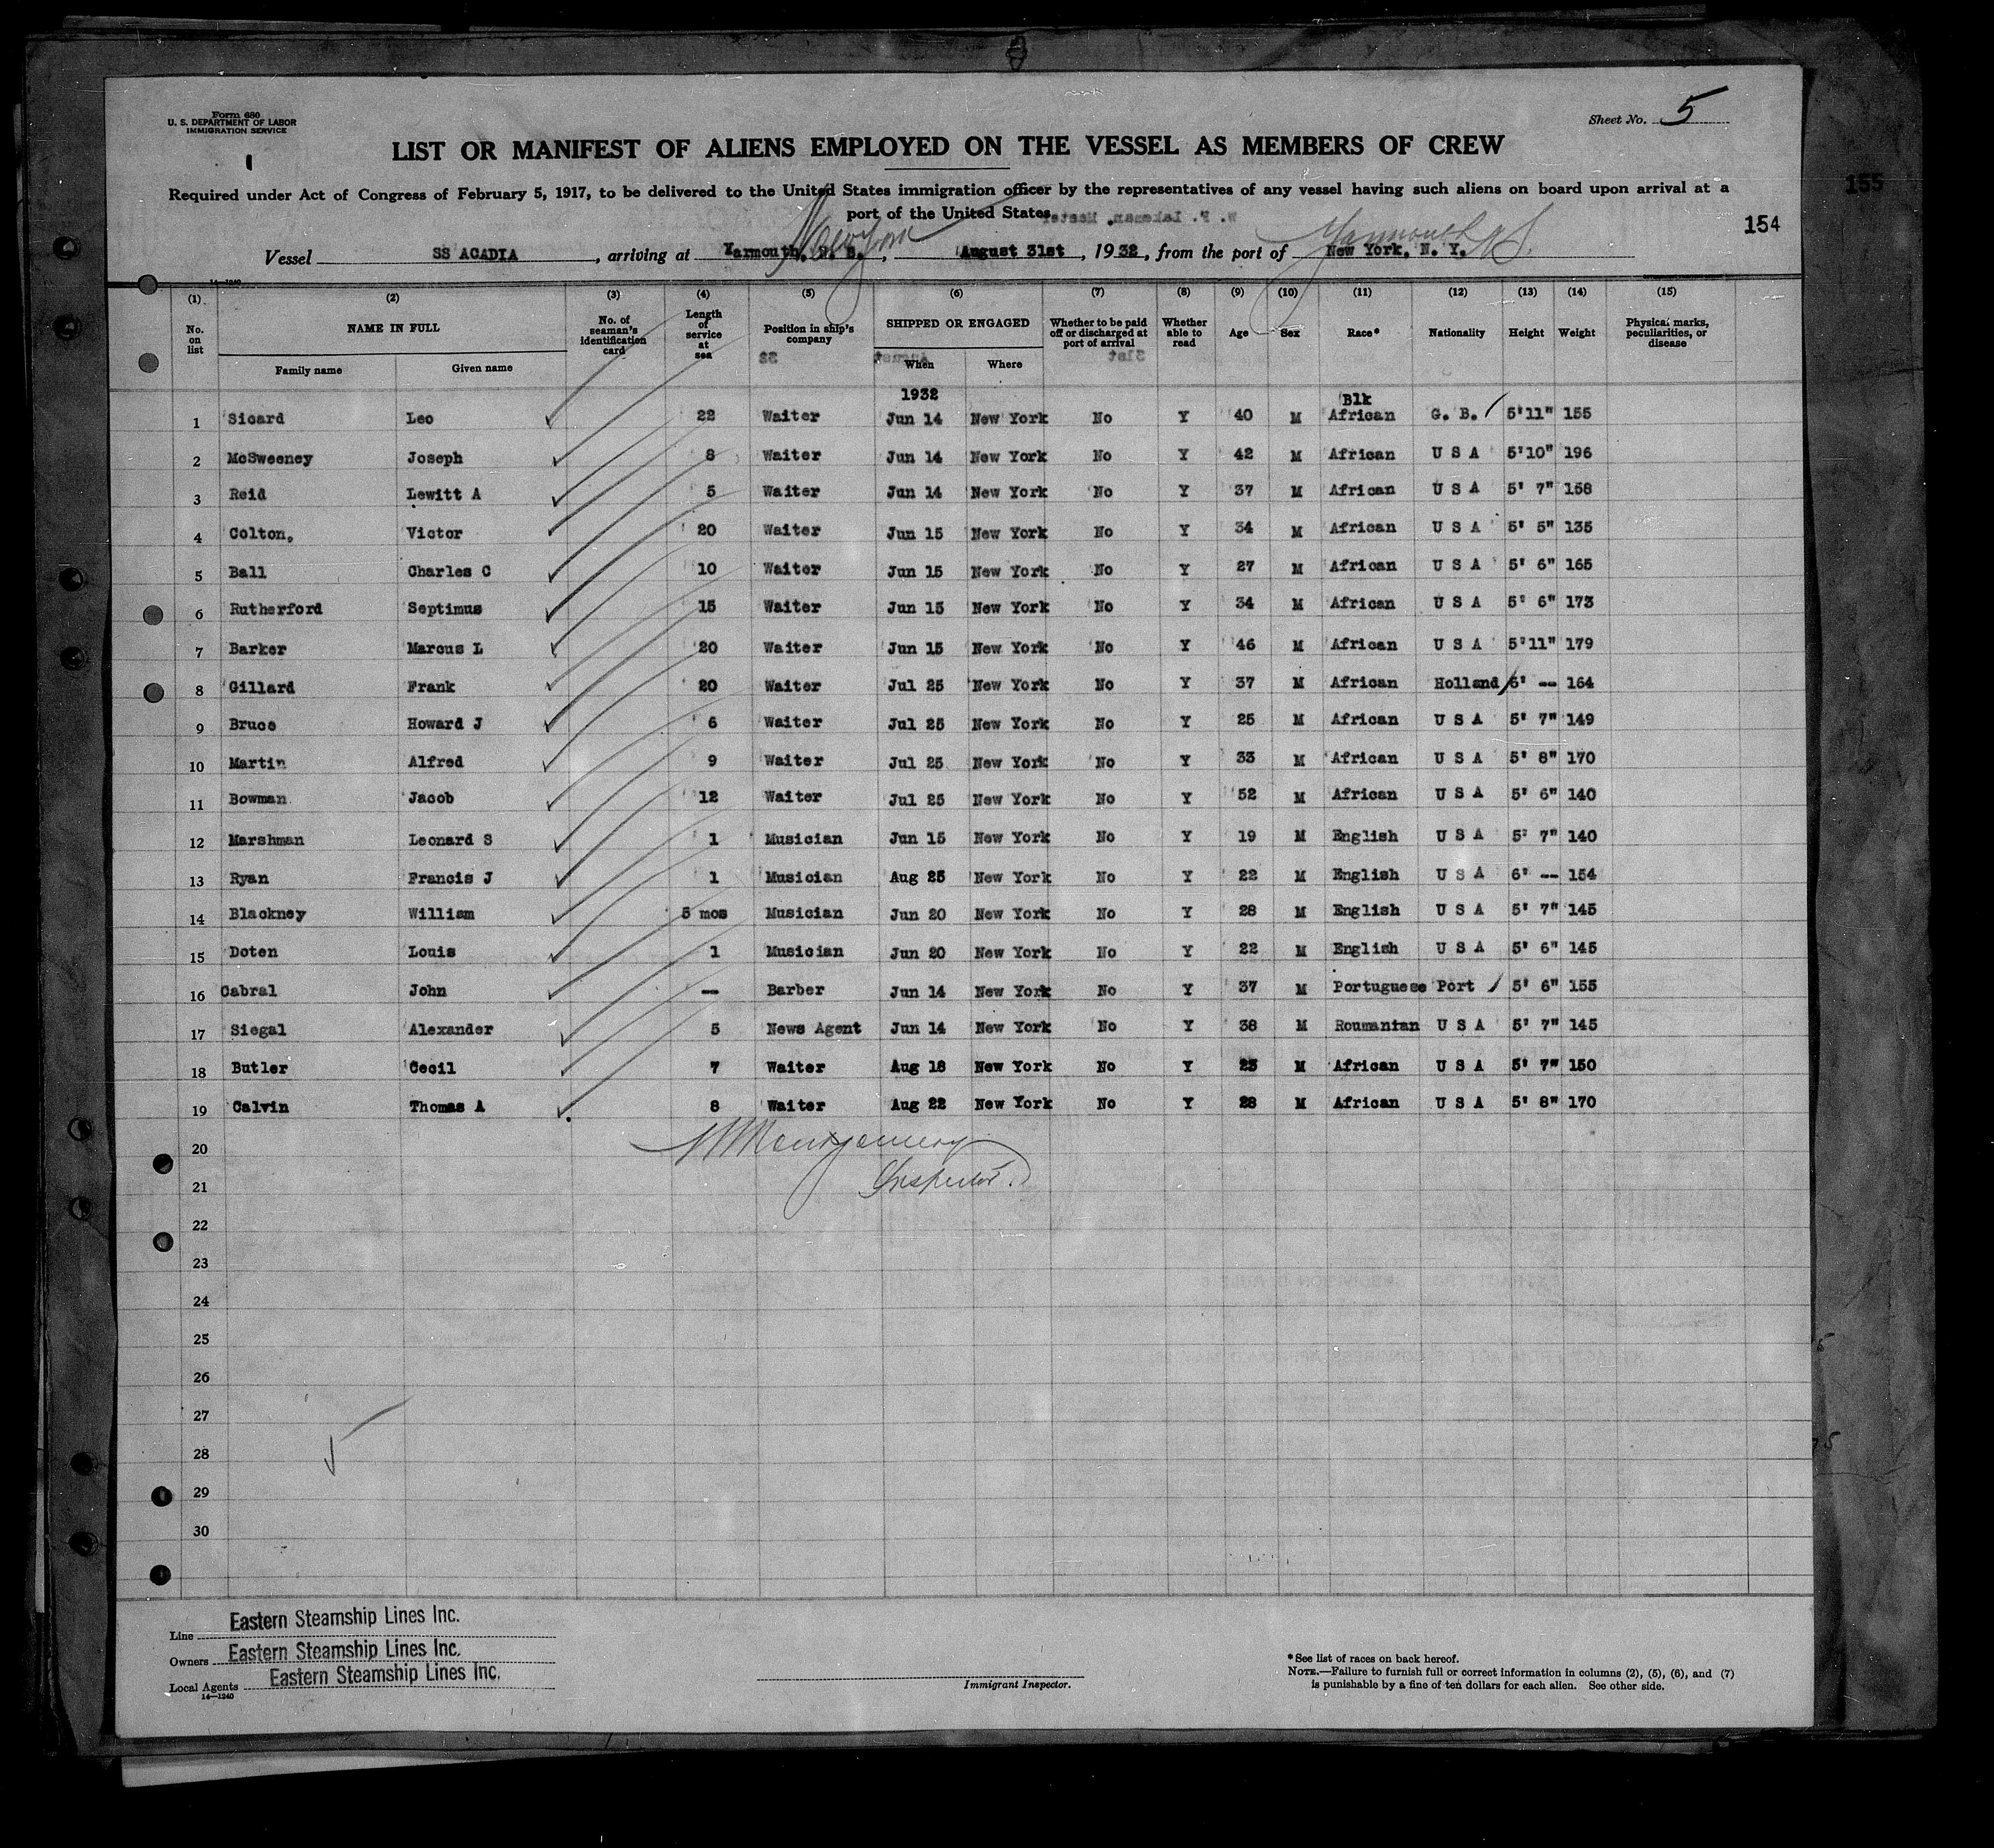 Form 680
U. S. DEPARTMENT OF LABOR
IMMIGRATION SERVICE
Sheet No. 5
LIST OR MANIFEST OF ALIENS EMPLOYED ON THE VESSEL AS MEMBERS OF CREW
Required under Act of Congress of February 5, 1917, to be delivered to the United States immigration officer by the representatives of any vessel having such aliens on board upon arrival at a
port of the United States
W. P. Lakeman, Master
155
154
New York Yarmouth NS.
Vessel SS ACADIA, arriving at Yarmouth, N. S., August 31st, 1932, from the port of New York, N. Y.
14—1240
(1) (2) (3) (4) (5) (6) (7) (8) (9) (10) (11) (12) (13) (14) (15)
No. on list NAME IN FULL Family name Given name No. of seaman's identification card Length of service at sea Position in ship's company SHIPPED OR ENGAGED When Where Whether to be paid off or discharged at port of arrival Whether able to read Age Sex Race* Nationality Height Weight Physical marks, peculiarities, or disease
32 August 31st
1932 Blk
1 Sicard Leo 22 Waiter Jun 14 New York No Y 40 M African G. B. 5'11" 155
2 McSweeney Joseph 8 Waiter Jun 14 New York No Y 42 M African U S A 5'10" 196
3 Reid Lewitt A 5 Waiter Jun 14 New York No Y 37 M African U S A 5' 7" 158
4 Colton, Victor 20 Waiter Jun 15 New York No Y 34 M African U S A 5' 5" 135
5 Ball Charles C 10 Waiter Jun 15 New York No Y 27 M African U S A 5' 6" 165
6 Rutherford Septimus 15 Waiter Jun 15 New York No Y 34 M African U S A 5' 6" 173
7 Barker Marcus L 20 Waiter Jun 15 New York No Y 46 M African U S A 5'11" 179
8 Gillard Frank 20 Waiter Jul 25 New York No Y 37 M African Holland 6' -- 164
9 Bruce Howard J 6 Waiter Jul 25 New York No Y 25 M African U S A 5' 7" 149
10 Martin Alfred 9 Waiter Jul 25 New York No Y 33 M African U S A 5' 8" 170
11 Bowman Jacob 12 Waiter Jul 25 New York No Y 52 M African U S A 5' 6" 140
12 Marshman Leonard S 1 Musician Jun 15 New York No Y 19 M English U S A 5' 7" 140
13 Ryan Francis J 1 Musician Aug 25 New York No Y 22 M English U S A 6' -- 154
14 Blackney William 5 mos Musician Jun 20 New York No Y 28 M English U S A 5' 7" 145
15 Doten Louis 1 Musician Jun 20 New York No Y 22 M English U S A 5' 6" 145
16 Cabral John -- Barber Jun 14 New York No Y 37 M Portuguese Port 5' 6" 155
17 Siegal Alexander 5 News Agent Jun 14 New York No Y 38 M Roumanian U S A 5' 7" 145
18 Butler Cecil 7 Waiter Aug 18 New York No Y 23 M African U S A 5' 7" 150
19 Calvin Thomas A 8 Waiter Aug 22 New York No Y 28 M African U S A 5' 8" 170
20 Montgomery
21 Inspector.
22
23
24
25
26
27
28
29
30
Line Eastern Steamship Lines Inc.
Owners Eastern Steamship Lines Inc.
Local Agents Eastern Steamship Lines Inc.
14—1240
Immigrant Inspector.
*See list of races on back hereof.
NOTE.—Failure to furnish full or correct information in columns (2), (5), (6), and (7)
is punishable by a fine of ten dollars for each alien. See other side.